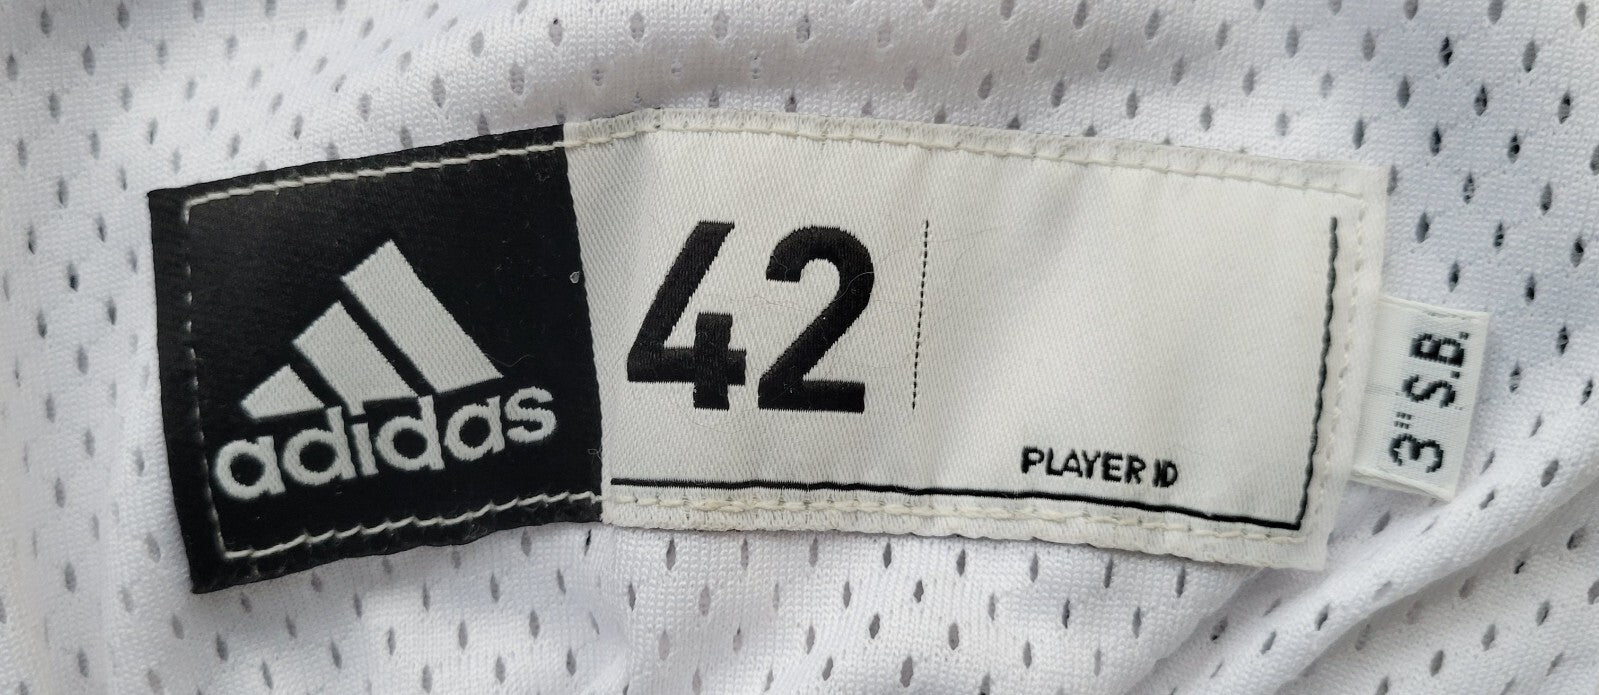 adidas
42
PLAYER ID
3" S.B.